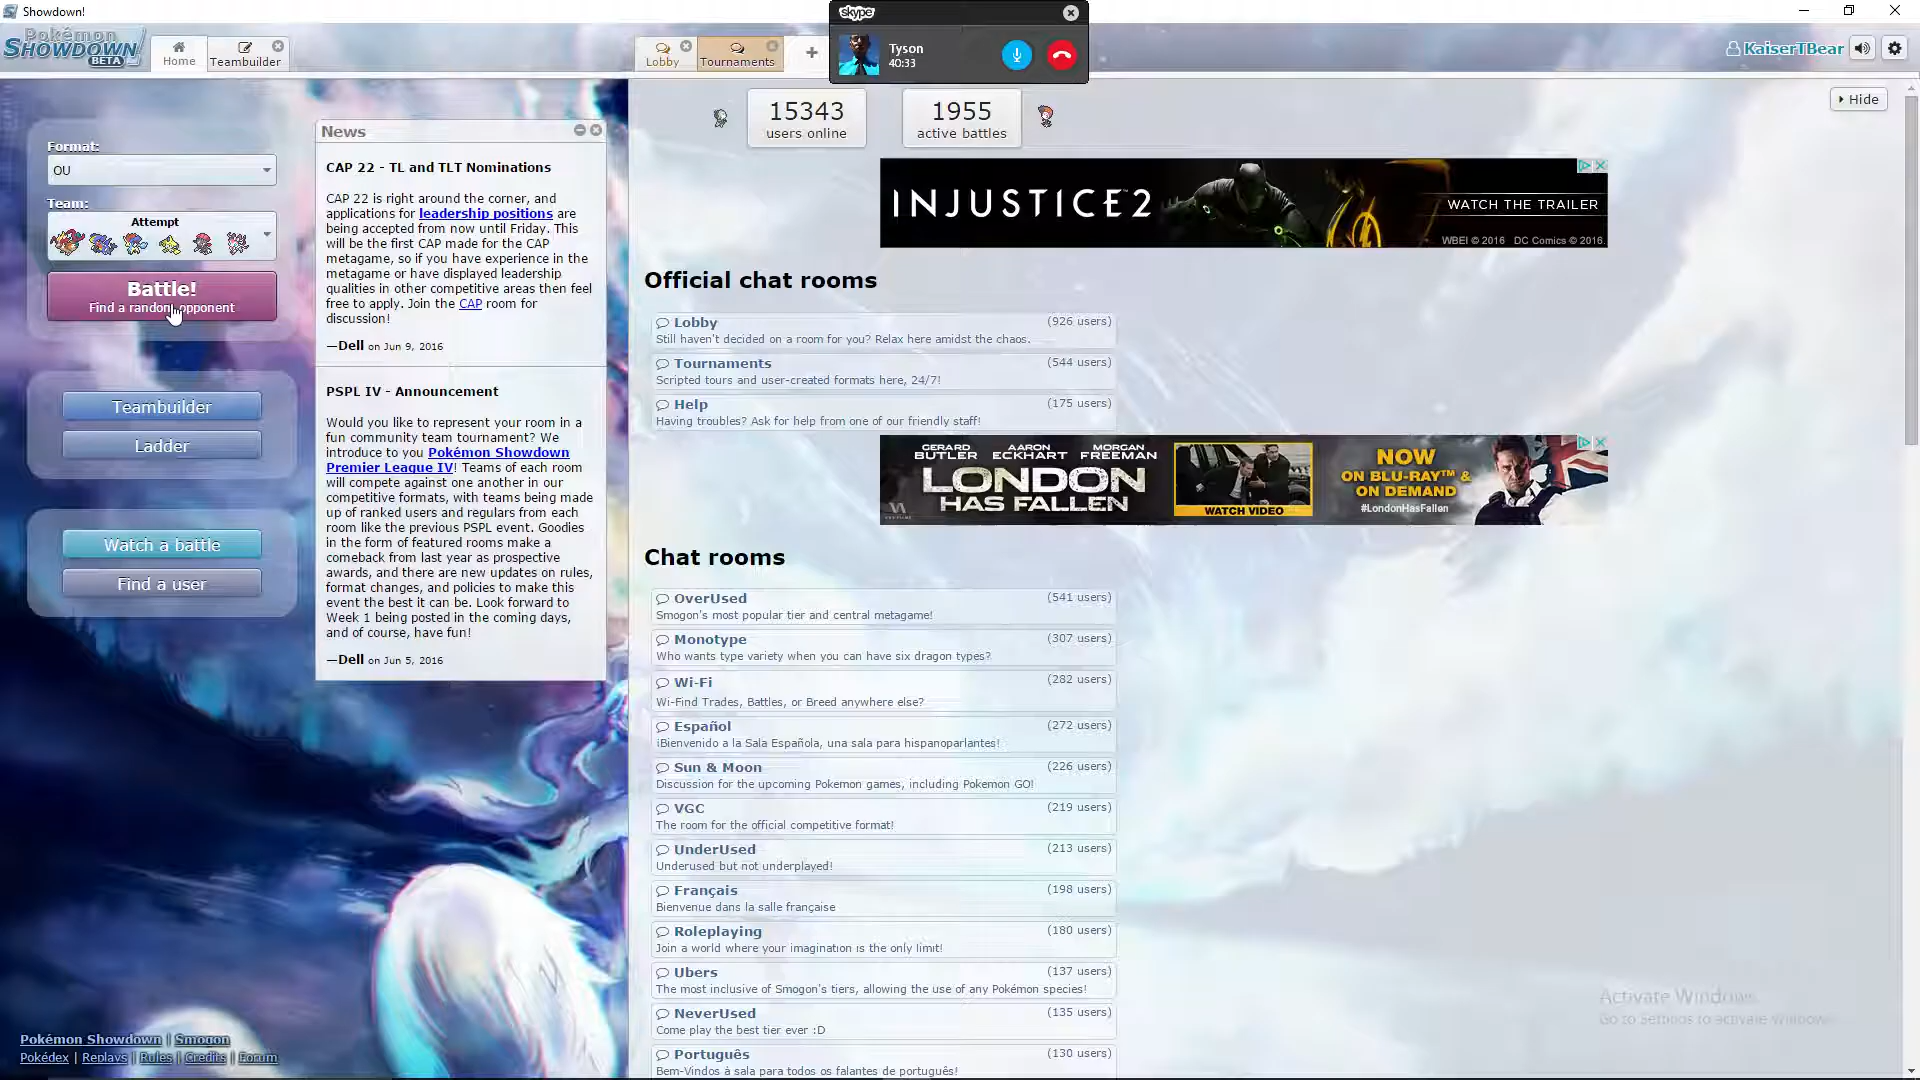 Showdown!
Pokémon
SHOWDOWN!
BETA
Home
Teambuilder
Lobby
Tournaments
+
skype
Tyson
40:33
KaiserTBear
Format:
OU
Team:
Attempt
Battle!
Find a random opponent
Teambuilder
Ladder
Watch a battle
Find a user
News
CAP 22 - TL and TLT Nominations
CAP 22 is right around the corner, and
applications for leadership positions are
being accepted from now until Friday. This
will be the first CAP made for the CAP
metagame, so if you have experience in the
metagame or have displayed leadership
qualities in other competitive areas then feel
free to apply. Join the CAP room for
discussion!
—Dell on Jun 9, 2016
PSPL IV - Announcement
Would you like to represent your room in a
fun community team tournament? We
introduce to you Pokémon Showdown
Premier League IV! Teams of each room
will compete against one another in our
competitive formats, with teams being made
up of ranked users and regulars from each
room like the previous PSPL event. Goodies
in the form of featured rooms make a
comeback from last year as prospective
awards, and there are new updates on rules,
format changes, and policies to make this
event the best it can be. Look forward to
Week 1 being posted in the coming days,
and of course, have fun!
—Dell on Jun 5, 2016
Pokémon Showdown | Smogon
Pokédex | Replays | Rules | Credits | Forum
15343
users online
1955
active battles
Hide
INJUSTICE 2
WATCH THE TRAILER
WBEI © 2016 DC Comics © 2016.
Official chat rooms
Lobby (926 users)
Still haven't decided on a room for you? Relax here amidst the chaos.
Tournaments (544 users)
Scripted tours and user-created formats here, 24/7!
Help (175 users)
Having troubles? Ask for help from one of our friendly staff!
GERARD BUTLER AARON ECKHART MORGAN FREEMAN
LONDON
HAS FALLEN
WATCH VIDEO
NOW
ON BLU-RAY™ &
ON DEMAND
#LondonHasFallen
Chat rooms
OverUsed (541 users)
Smogon's most popular tier and central metagame!
Monotype (307 users)
Who wants type variety when you can have six dragon types?
Wi-Fi (282 users)
Wi-Find Trades, Battles, or Breed anywhere else?
Español (272 users)
¡Bienvenido a la Sala Española, una sala para hispanoparlantes!
Sun & Moon (226 users)
Discussion for the upcoming Pokemon games, including Pokemon GO!
VGC (219 users)
The room for the official competitive format!
UnderUsed (213 users)
Underused but not underplayed!
Français (198 users)
Bienvenue dans la salle française
Roleplaying (180 users)
Join a world where your imagination is the only limit!
Ubers (137 users)
The most inclusive of Smogon's tiers, allowing the use of any Pokémon species!
NeverUsed (135 users)
Come play the best tier ever :D
Português (130 users)
Bem-Vindos à sala para todos os falantes de português!
Activate Windows
Go to Settings to activate Windows.